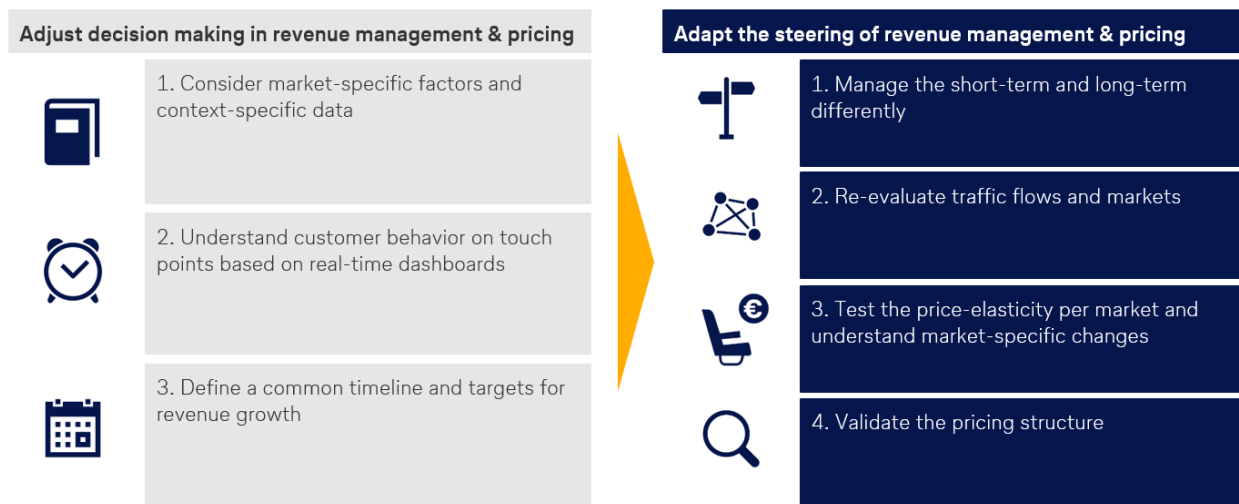 Adjust decision making in revenue management & pricing
1. Consider market-specific factors and
context-specific data
2. Understand customer behavior on touch
points based on real-time dashboards
3. Define a common timeline and targets for
revenue growth
Adapt the steering of revenue management & pricing
1. Manage the short-term and long-term
differently
2. Re-evaluate traffic flows and markets
€
3. Test the price-elasticity per market and
understand market-specific changes
4. Validate the pricing structure